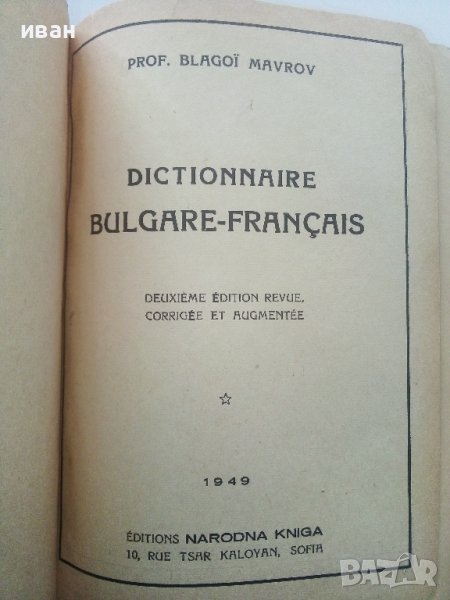 иван
PROF. BLAGOÏ MAVROV
DICTIONNAIRE
BULGARE-FRANÇAIS
DEUXIÈME ÉDITION REVUE,
CORRIGÉE ET AUGMENTÉE
1949
ÉDITIONS NARODNA KNIGA
10, RUE TSAR KALOYAN, SOFIA
BAZAR